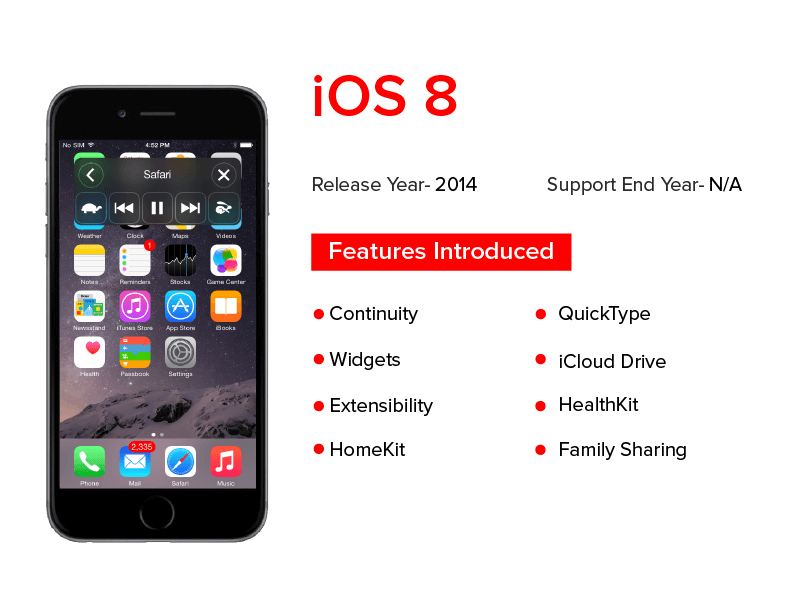 iOS 8
Release Year- 2014
Support End Year- N/A
Features Introduced
Continuity
QuickType
Widgets
iCloud Drive
Extensibility
HealthKit
HomeKit
Family Sharing
No SIM 4:52 PM
Safari
Weather Clock Maps Videos
1
Notes Reminders Stocks Game Center
Newsstand iTunes Store App Store iBooks
Health Passbook Settings
2,335
Phone Mail Safari Music